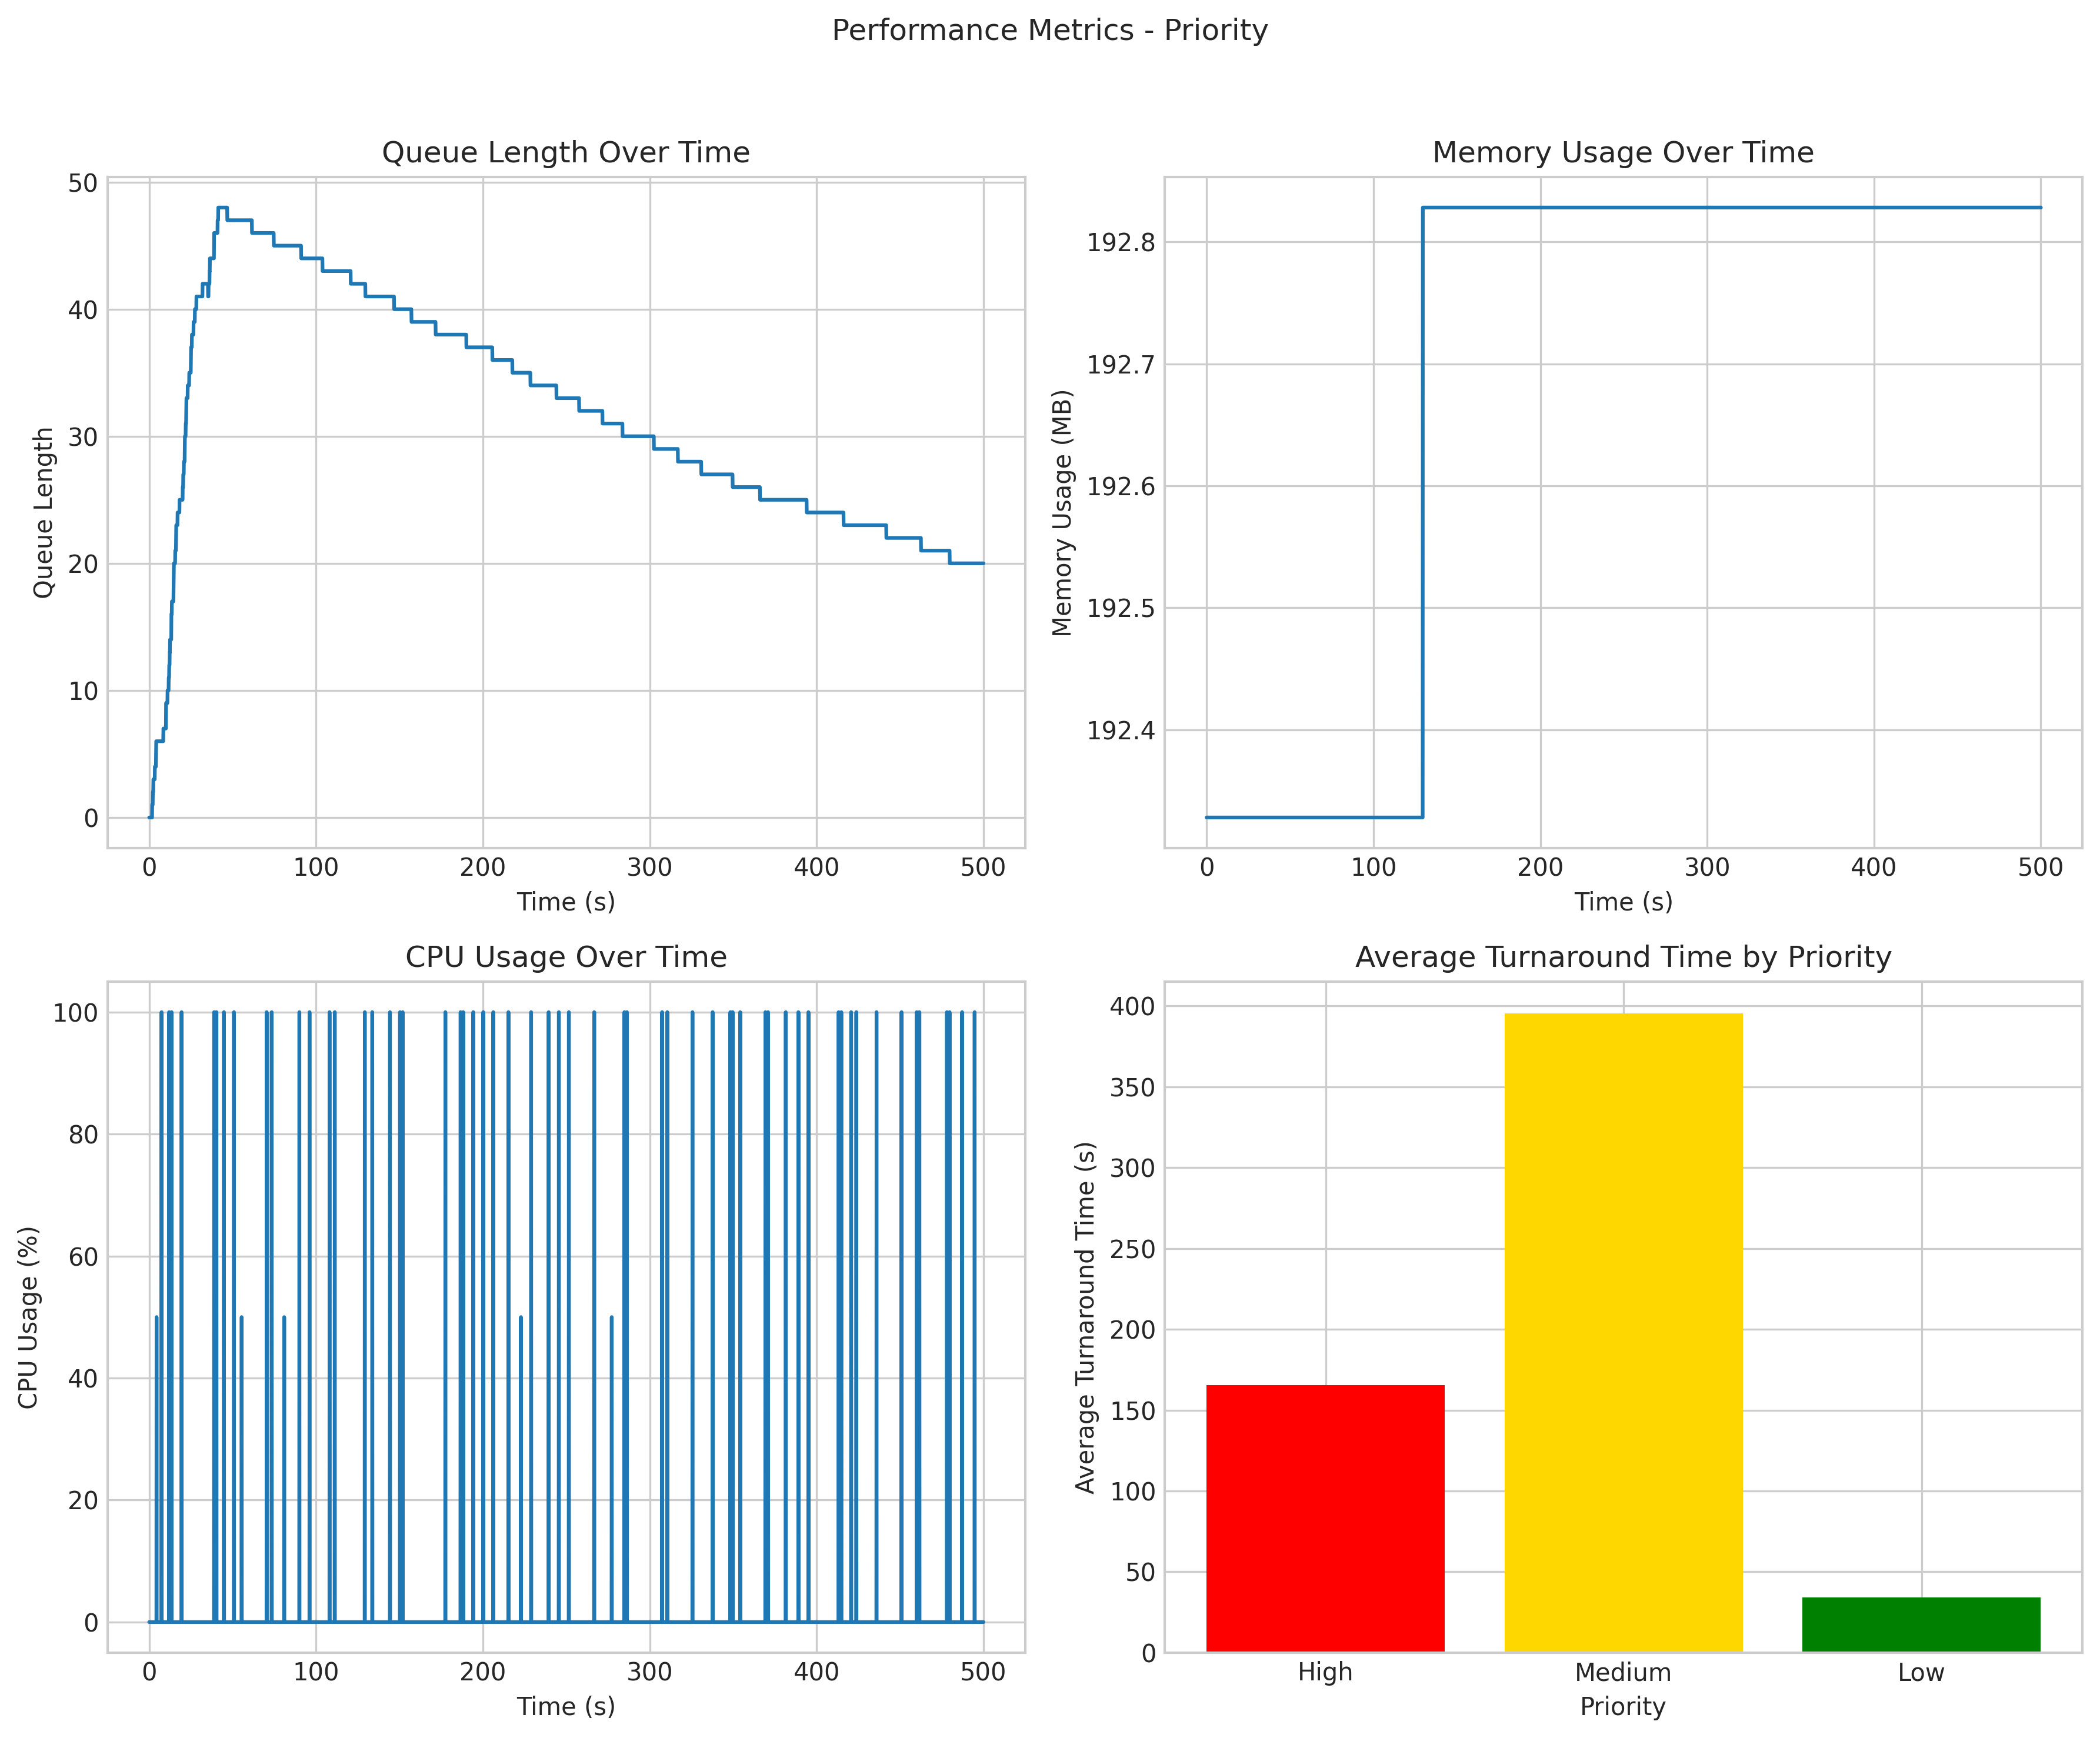 Performance Metrics - Priority
Queue Length Over Time
50
40
30
20
10
0
Queue Length
0 100 200 300 400 500
Time (s)
Memory Usage Over Time
192.8
192.7
192.6
192.5
192.4
Memory Usage (MB)
0 100 200 300 400 500
Time (s)
CPU Usage Over Time
100
80
60
40
20
0
CPU Usage (%)
0 100 200 300 400 500
Time (s)
Average Turnaround Time by Priority
400
350
300
250
200
150
100
50
0
Average Turnaround Time (s)
High Medium Low
Priority